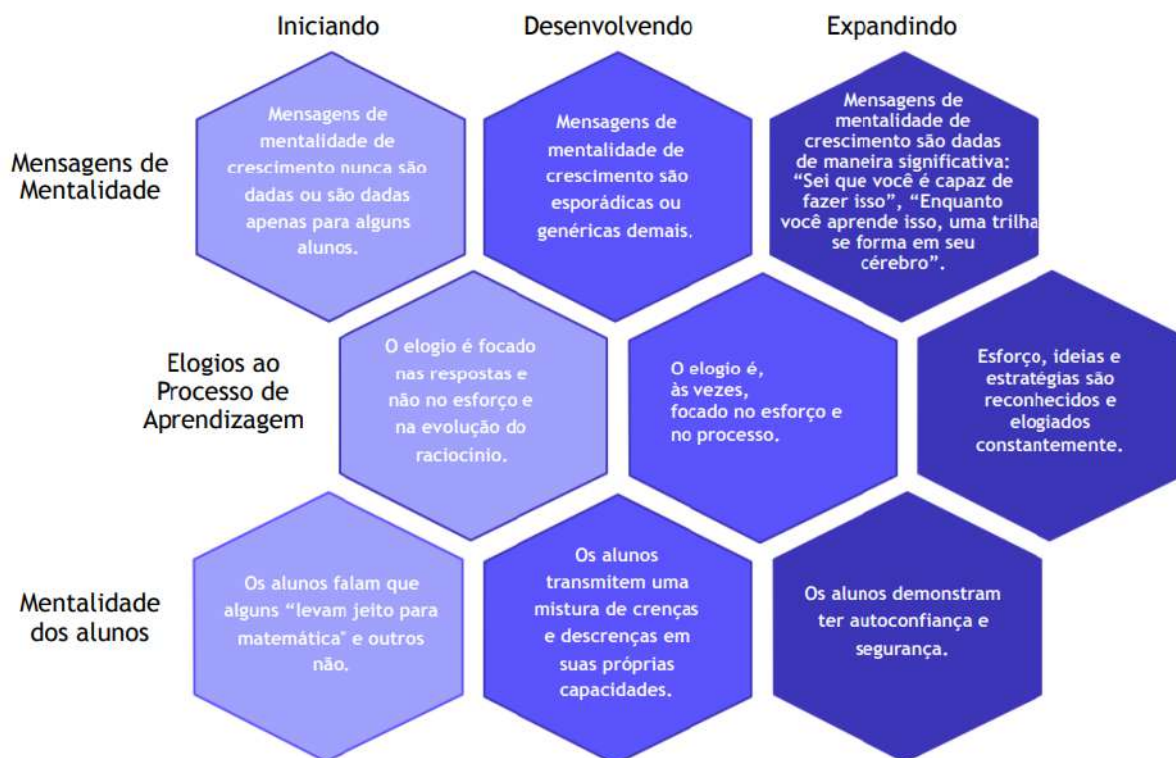 Iniciando
Desenvolvendo
Expandindo
Mensagens de
Mentalidade
Mensagens de
mentalidade de
crescimento nunca são
dadas ou são dadas
apenas para alguns
alunos.
Mensagens de
mentalidade de
crescimento são
esporádicas ou
genéricas demais.
Mensagens de
mentalidade de
crescimento são dadas
de maneira significativa:
“Sei que você é capaz de
fazer isso”, “Enquanto
você aprende isso, uma trilha
se forma em seu
cérebro”.
Elogios ao
Processo de
Aprendizagem
O elogio é focado
nas respostas e
não no esforço e
na evolução do
raciocínio.
O elogio é,
às vezes,
focado no esforço e
no processo.
Esforço, ideias e
estratégias são
reconhecidos e
elogiados
constantemente.
Mentalidade
dos alunos
Os alunos falam que
alguns “levam jeito para
matemática” e outros
não.
Os alunos
transmitem uma
mistura de crenças
e descrenças em
suas próprias
capacidades.
Os alunos demonstram
ter autoconfiança e
segurança.